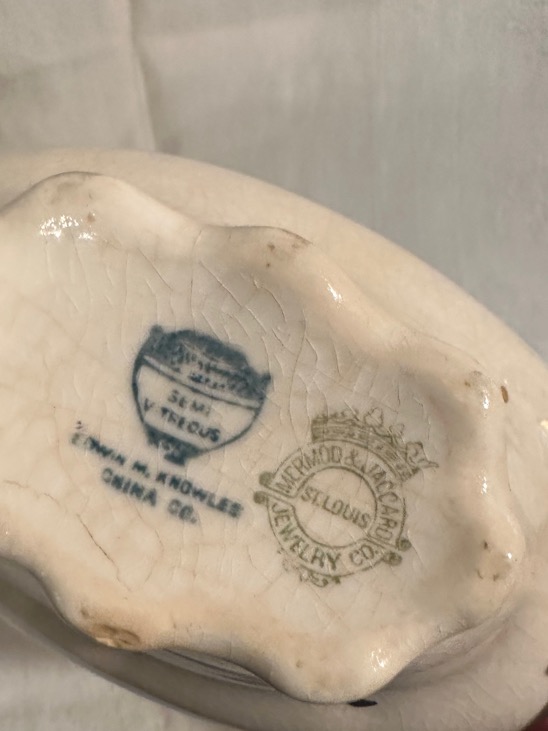 SEMI
VITREOUS
EDWIN M. KNOWLES
CHINA CO.
MERMOD & JACCARD
ST. LOUIS
JEWELRY CO.